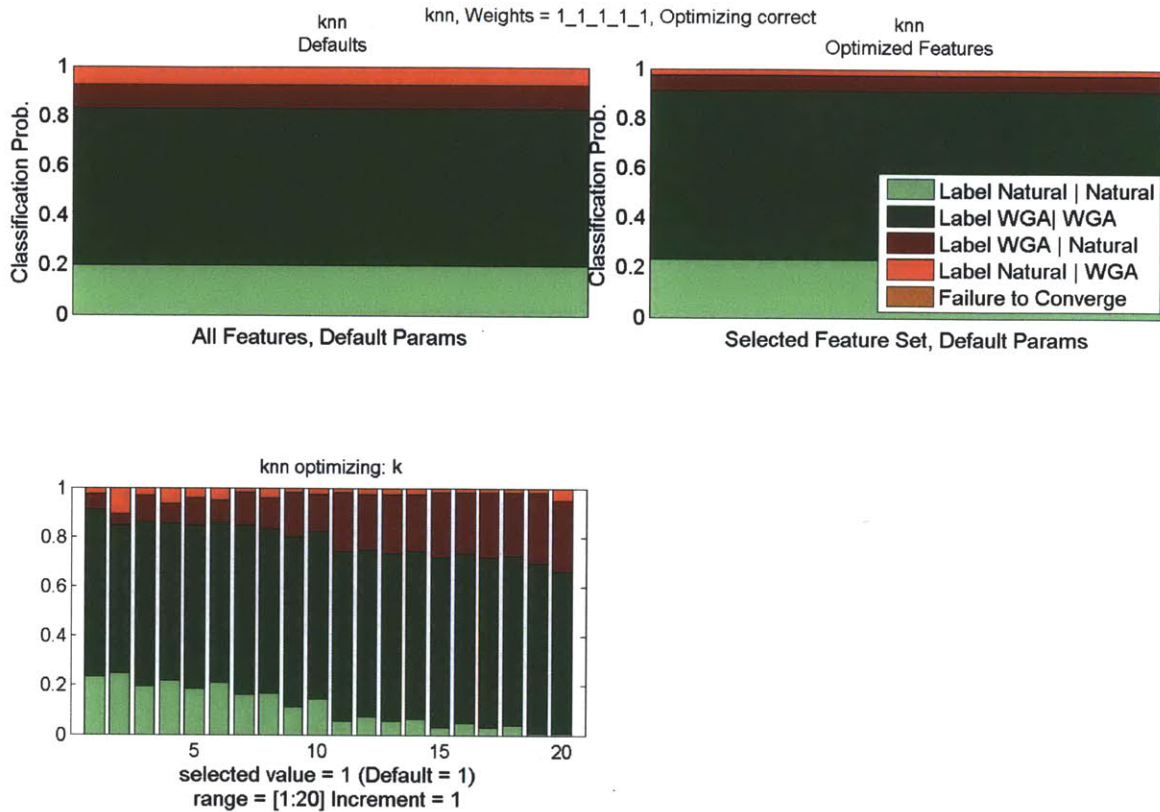 knn, Weights = 1_1_1_1_1, Optimizing correct
knn
Defaults
Classification Prob.
1
0.8
0.6
0.4
0.2
0
All Features, Default Params
knn
Optimized Features
Classification Prob.
1
0.8
0.6
0.4
0.2
0
Label Natural | Natural
Label WGA| WGA
Label WGA | Natural
Label Natural | WGA
Failure to Converge
Selected Feature Set, Default Params
knn optimizing: k
1
0.8
0.6
0.4
0.2
0
5 10 15 20
selected value = 1 (Default = 1)
range = [1:20] Increment = 1